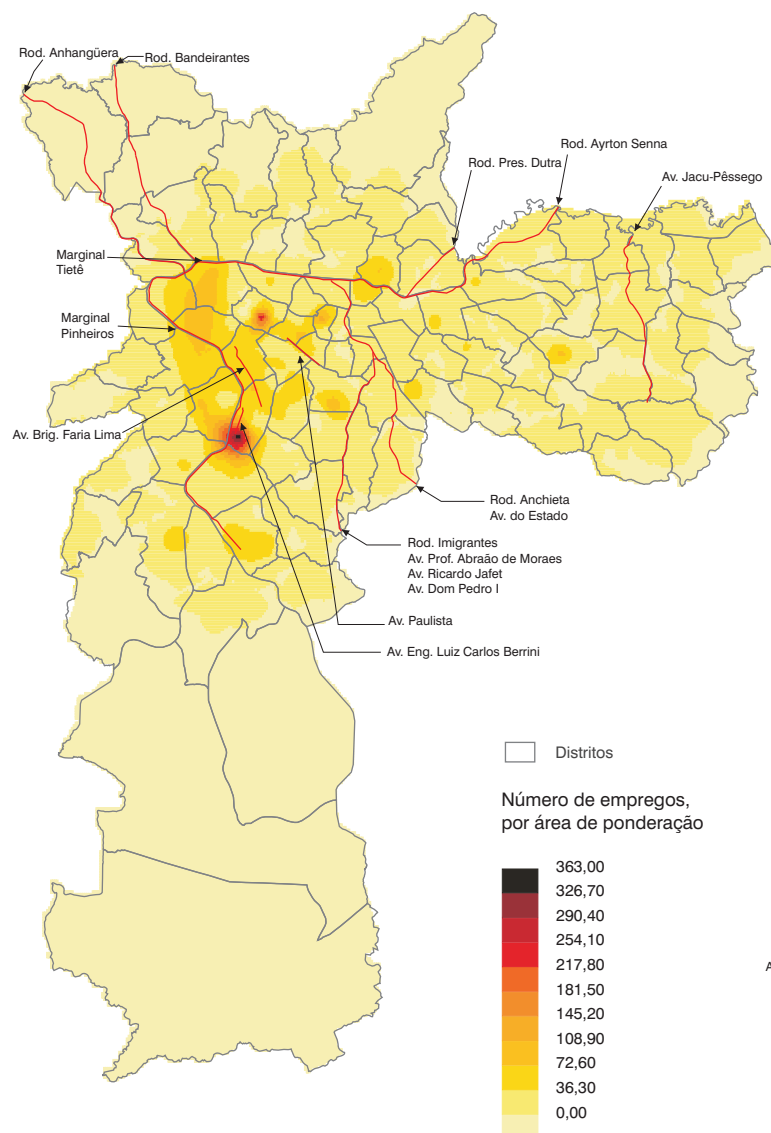 Rod. Anhangüera
Rod. Bandeirantes
Rod. Ayrton Senna
Rod. Pres. Dutra
Av. Jacu-Pêssego
Marginal
Tietê
Marginal
Pinheiros
Av. Brig. Faria Lima
Rod. Anchieta
Av. do Estado
Rod. Imigrantes
Av. Prof. Abraão de Moraes
Av. Ricardo Jafet
Av. Dom Pedro I
Av. Paulista
Av. Eng. Luiz Carlos Berrini
Distritos
Número de empregos,
por área de ponderação
363,00
326,70
290,40
254,10
217,80
181,50
145,20
108,90
72,60
36,30
0,00
A